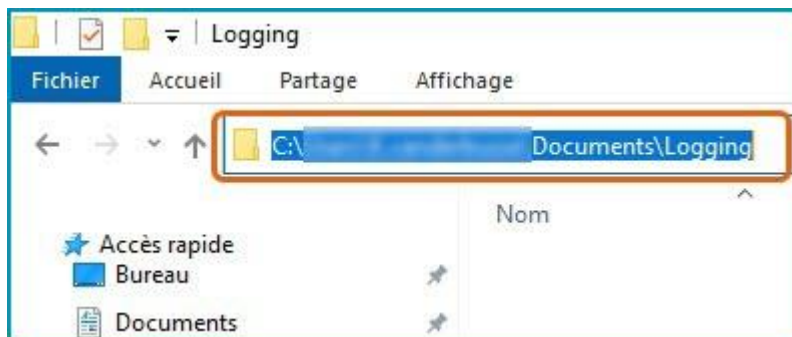 Logging
Fichier Accueil Partage Affichage
C:\ Documents\Logging
Nom
Accès rapide
Bureau
Documents